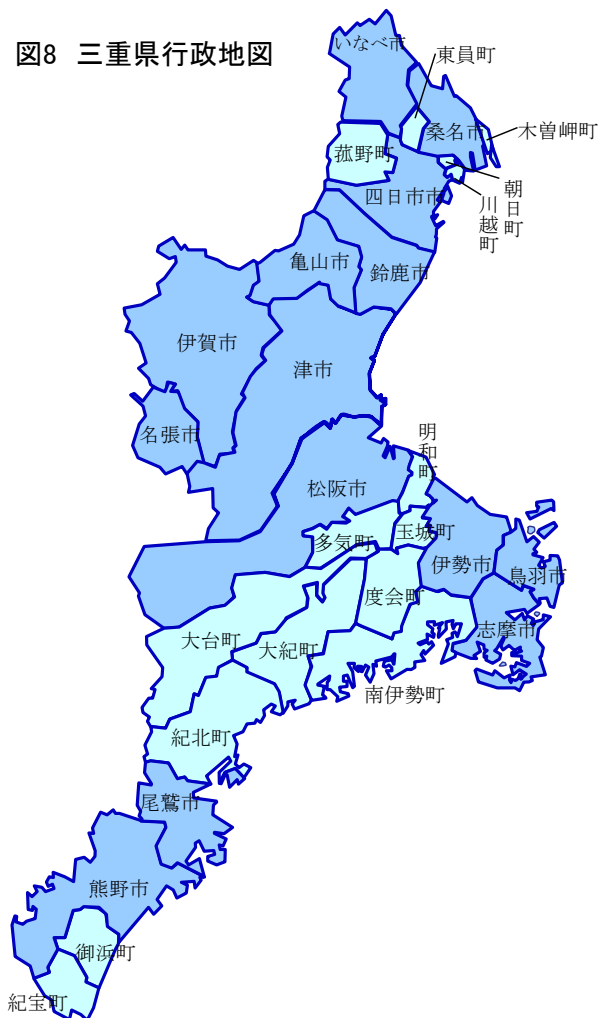 図8 三重県行政地図
いなべ市
東員町
桑名市
木曽岬町
菰野町
朝日町
川越町
四日市市
亀山市
鈴鹿市
伊賀市
津市
名張市
明和町
松阪市
多気町
玉城町
伊勢市
鳥羽市
度会町
志摩市
大台町
大紀町
南伊勢町
紀北町
尾鷲市
熊野市
御浜町
紀宝町